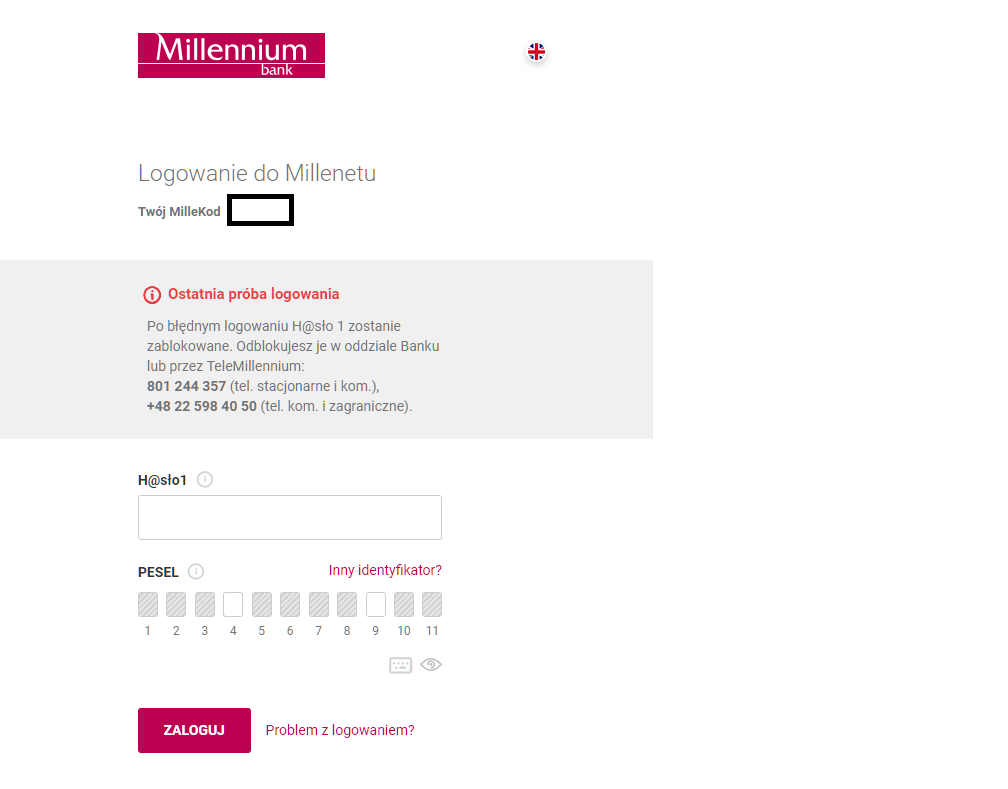 Millennium
bank
Logowanie do Millenetu
Twój MilleKod
Ostatnia próba logowania
Po błędnym logowaniu H@sło 1 zostanie
zablokowane. Odblokujesz je w oddziale Banku
lub przez TeleMillennium:
801 244 357 (tel. stacjonarne i kom.),
+48 22 598 40 50 (tel. kom. i zagraniczne).
H@sło1
PESEL Inny identyfikator?
1 2 3 4 5 6 7 8 9 10 11
ZALOGUJ Problem z logowaniem?